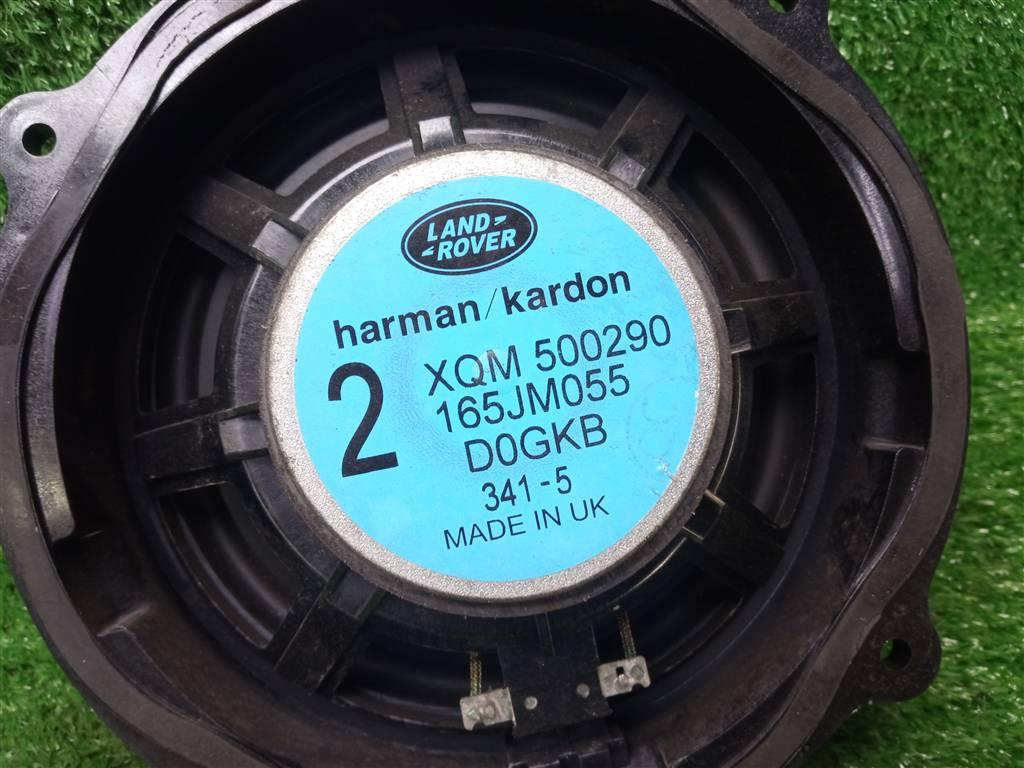 LAND
ROVER
harman/kardon
2
XQM 500290
165JM055
D0GKB
341-5
MADE IN UK